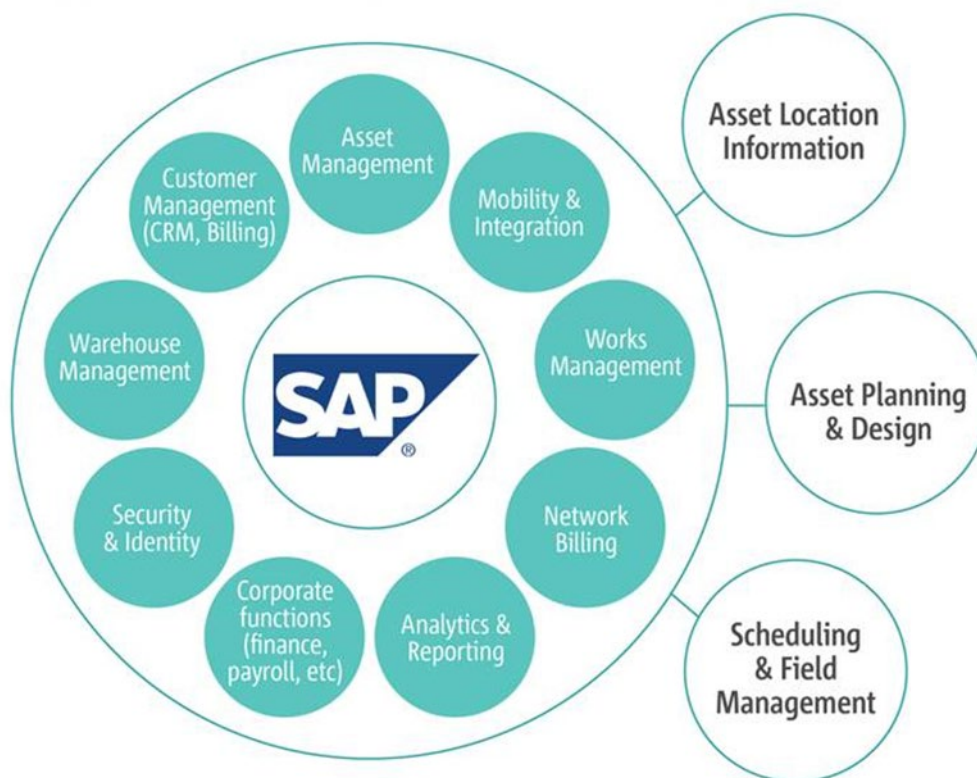 Asset
Management
Mobility &
Integration
Works
Management
Network
Billing
Analytics &
Reporting
Corporate
functions
(finance,
payroll, etc)
Security
& Identity
Warehouse
Management
Customer
Management
(CRM, Billing)
SAP
®
Asset Location
Information
Asset Planning
& Design
Scheduling
& Field
Management